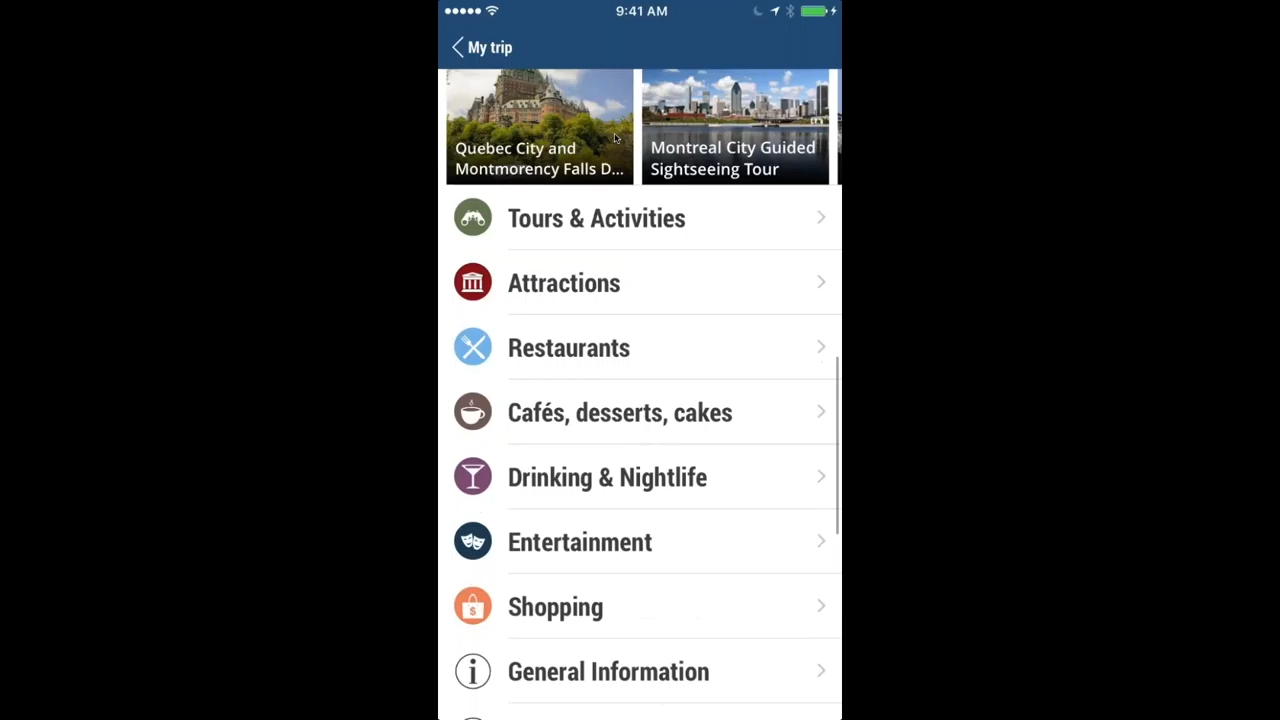 9:41 AM
My trip
Quebec City and
Montmorency Falls D...
Montreal City Guided
Sightseeing Tour
Tours & Activities
Attractions
Restaurants
Cafés, desserts, cakes
Drinking & Nightlife
Entertainment
$
Shopping
i
General Information